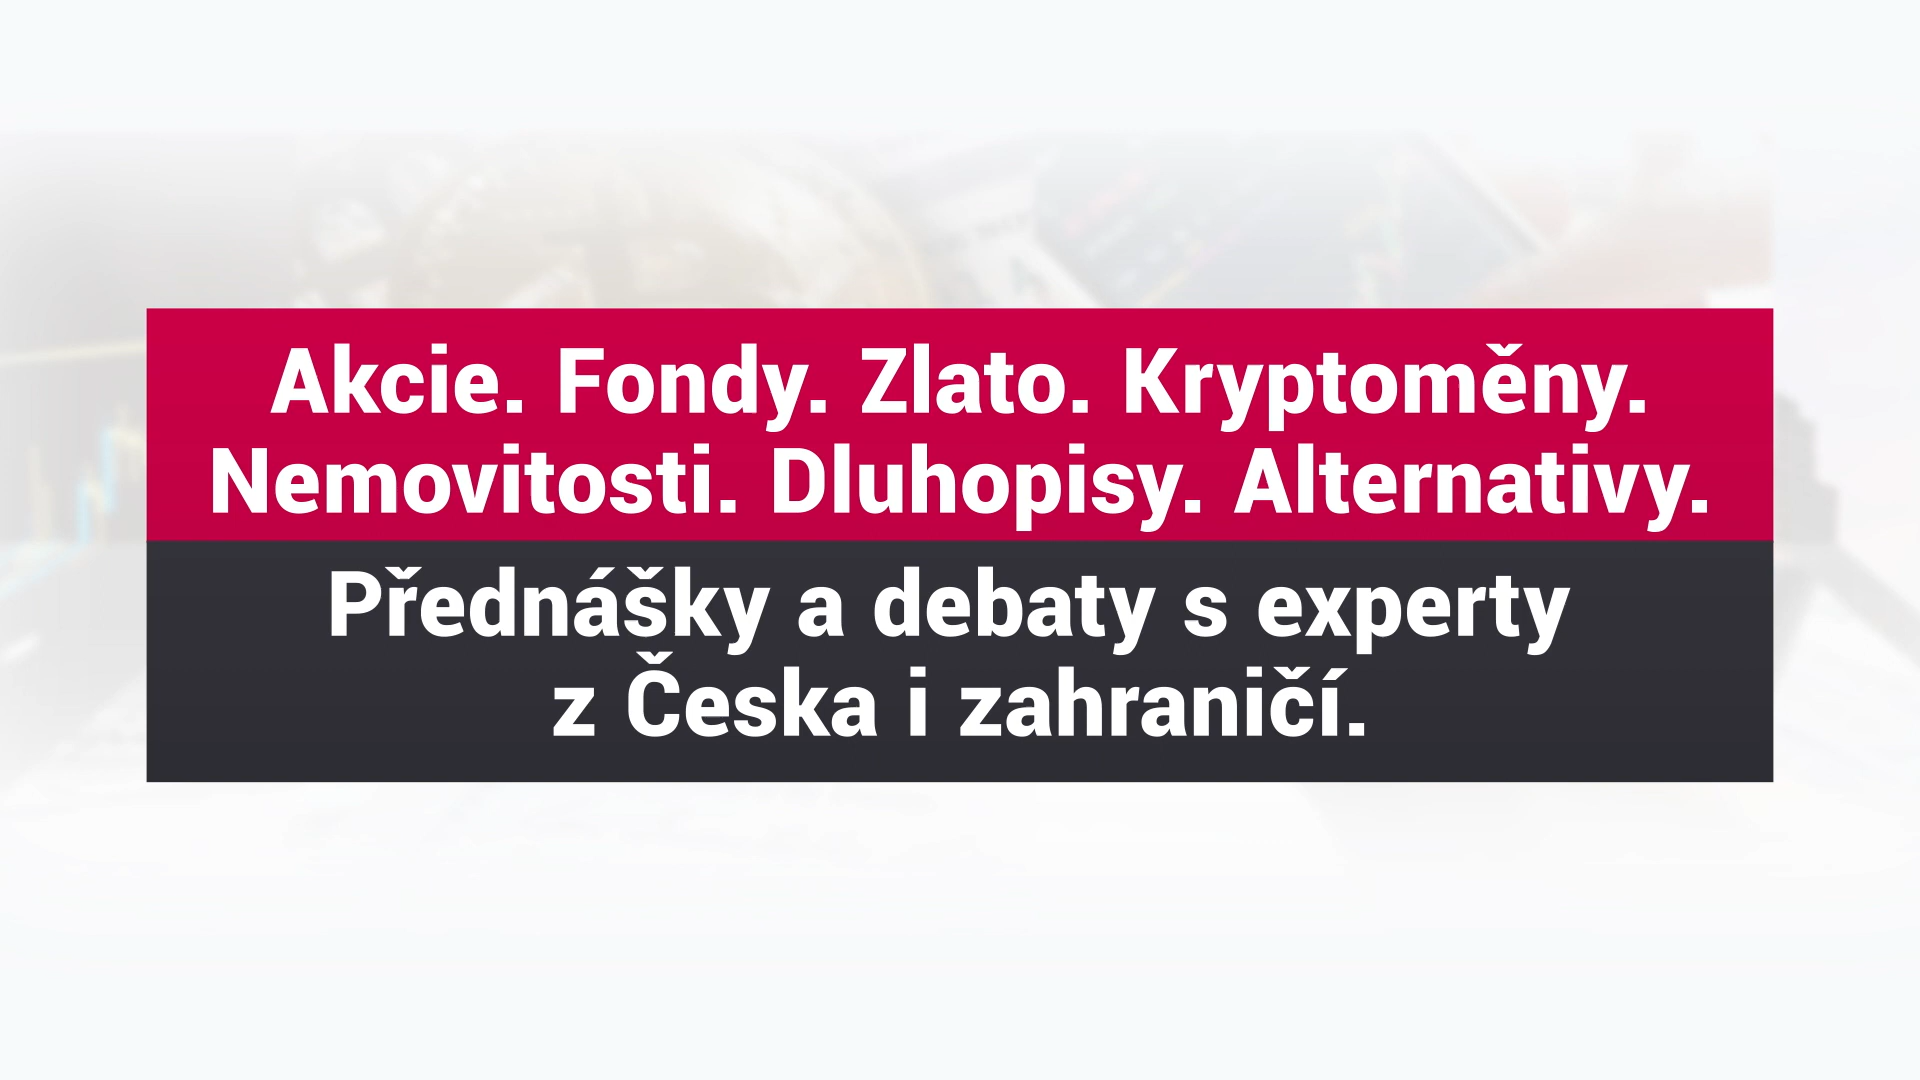 Akcie. Fondy. Zlato. Kryptoměny.
Nemovitosti. Dluhopisy. Alternativy.
Přednášky a debaty s experty
z Česka i zahraničí.